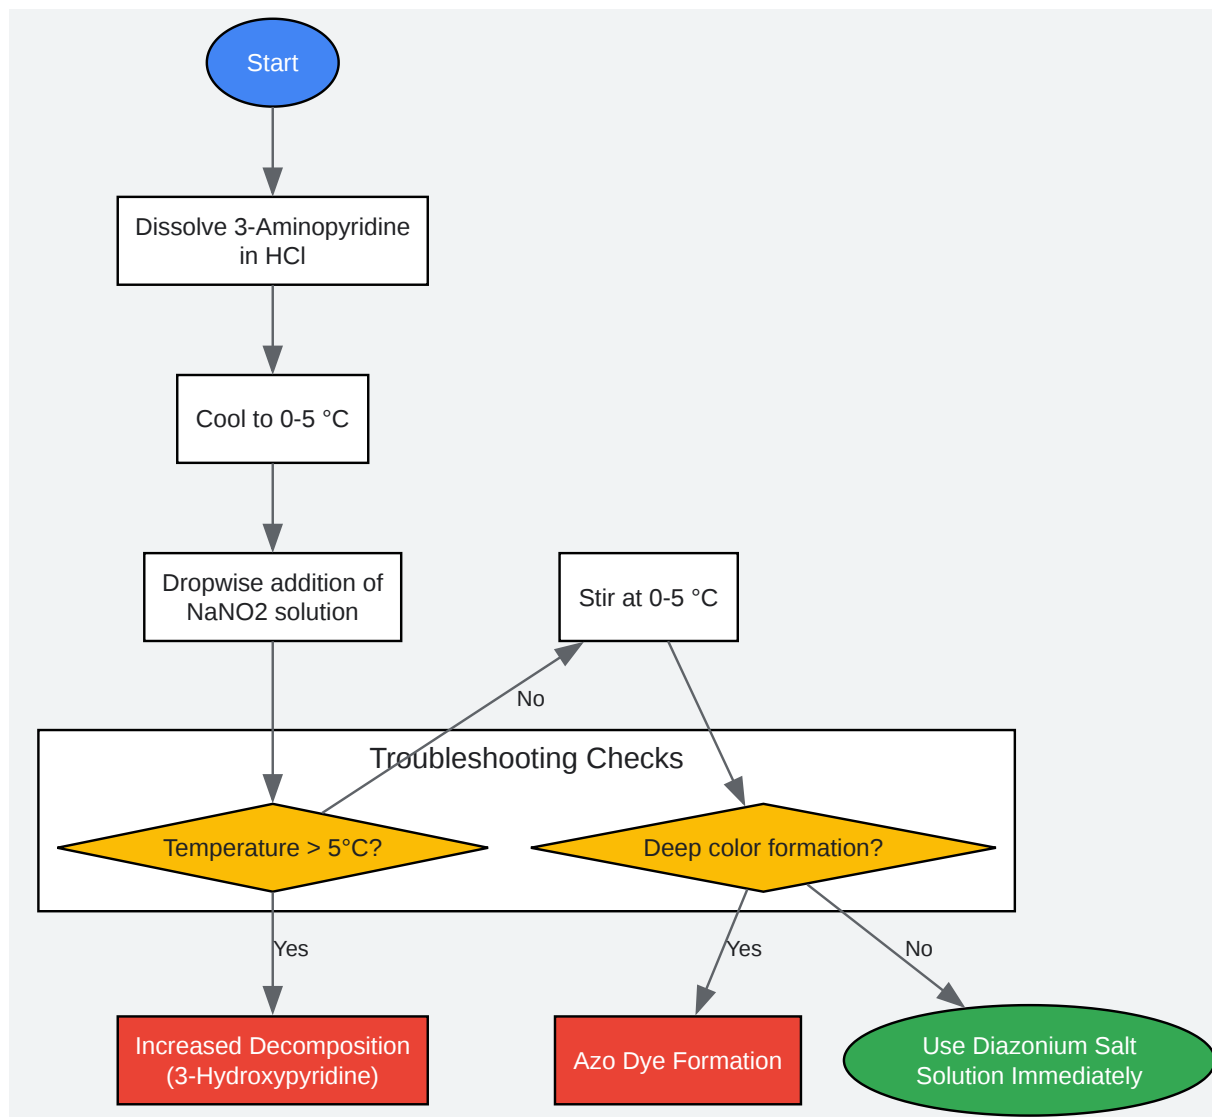 Start
Dissolve 3-Aminopyridine
in HCl
Cool to 0-5 °C
Dropwise addition of
NaNO2 solution
Stir at 0-5 °C
No
Troubleshooting Checks
Temperature > 5°C?
Deep color formation?
Yes
Yes
No
Increased Decomposition
(3-Hydroxypyridine)
Azo Dye Formation
Use Diazonium Salt
Solution Immediately